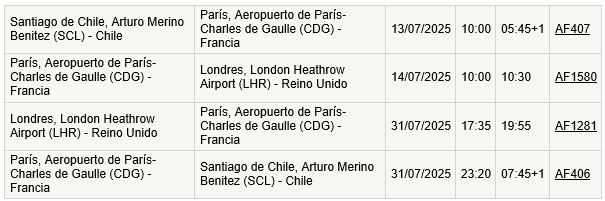 Santiago de Chile, Arturo Merino
Benitez (SCL) - Chile
París, Aeropuerto de París-
Charles de Gaulle (CDG) -
Francia
13/07/2025 10:00 05:45+1 AF407
París, Aeropuerto de París-
Charles de Gaulle (CDG) -
Francia
Londres, London Heathrow
Airport (LHR) - Reino Unido
14/07/2025 10:00 10:30 AF1580
Londres, London Heathrow
Airport (LHR) - Reino Unido
París, Aeropuerto de París-
Charles de Gaulle (CDG) -
Francia
31/07/2025 17:35 19:55 AF1281
París, Aeropuerto de París-
Charles de Gaulle (CDG) -
Francia
Santiago de Chile, Arturo Merino
Benitez (SCL) - Chile
31/07/2025 23:20 07:45+1 AF406